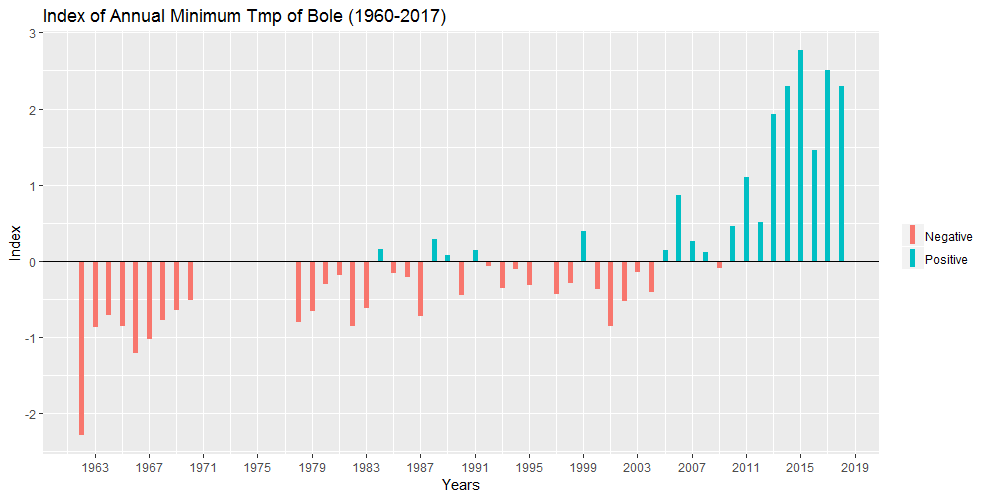 Index of Annual Minimum Tmp of Bole (1960-2017)
3
2
1
0
-1
-2
Index
1963 1967 1971 1975 1979 1983 1987 1991 1995 1999 2003 2007 2011 2015 2019
Years
Negative
Positive